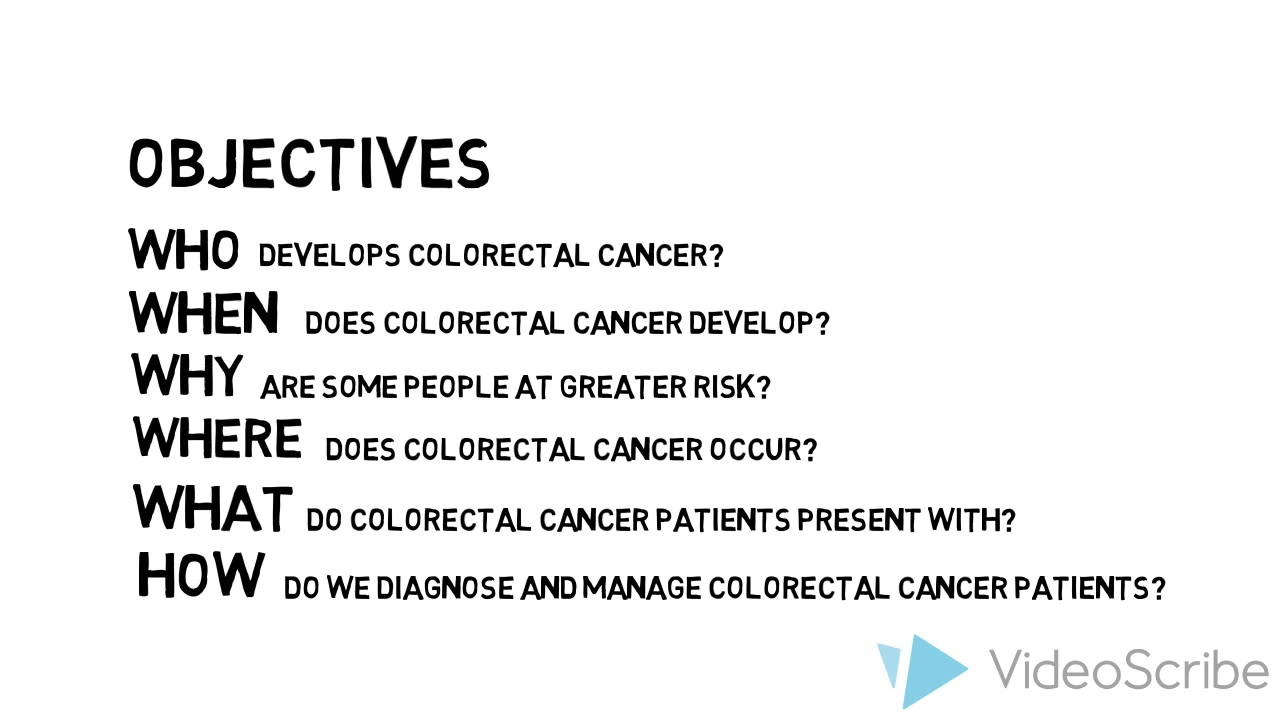 OBJECTIVES
WHO DEVELOPS COLORECTAL CANCER?
WHEN DOES COLORECTAL CANCER DEVELOP?
WHY ARE SOME PEOPLE AT GREATER RISK?
WHERE DOES COLORECTAL CANCER OCCUR?
WHAT DO COLORECTAL CANCER PATIENTS PRESENT WITH?
HOW DO WE DIAGNOSE AND MANAGE COLORECTAL CANCER PATIENTS?
VideoScribe